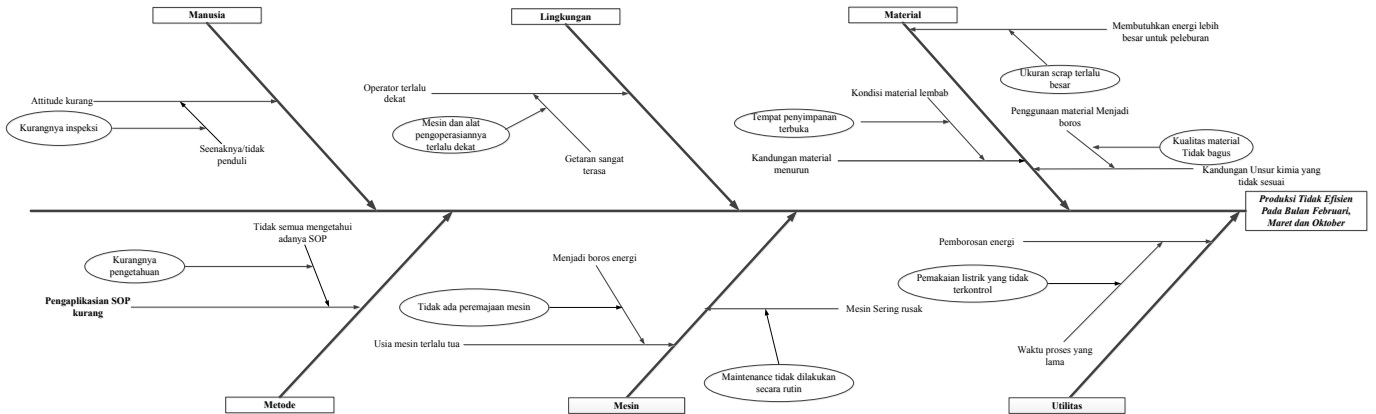 Manusia
Lingkungan
Material
Membutuhkan energi lebih
besar untuk peleburan
Ukuran scrap terlalu
besar
Attitude kurang
Kurangnya inspeksi
Seenaknya/tidak
penduli
Operator terlalu
dekat
Mesin dan alat
pengoperasiannya
terlalu dekat
Getaran sangat
terasa
Kondisi material lembab
Tempat penyimpanan
terbuka
Kandungan material
menurun
Penggunaan material Menjadi
boros
Kualitas material
Tidak bagus
Kandungan Unsur kimia yang
tidak sesuai
Produksi Tidak Efisien
Pada Bulan Februari,
Maret dan Oktober
Tidak semua mengetahui
adanya SOP
Kurangnya
pengetahuan
Pengaplikasian SOP
kurang
Menjadi boros energi
Tidak ada peremajaan mesin
Usia mesin terlalu tua
Mesin Sering rusak
Maintenance tidak dilakukan
secara rutin
Pemborosan energi
Pemakaian listrik yang tidak
terkontrol
Waktu proses yang
lama
Metode
Mesin
Utilitas